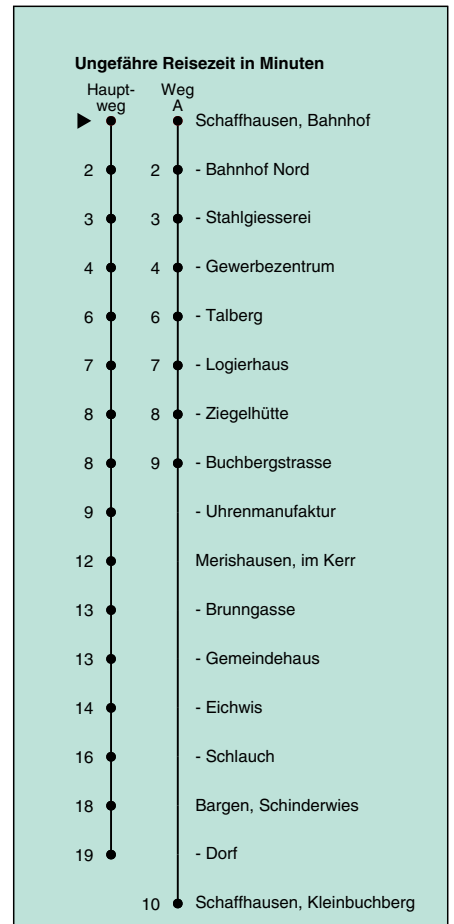 Ungefähre Reisezeit in Minuten
Haupt- Weg
weg A
Schaffhausen, Bahnhof
2 2 - Bahnhof Nord
3 3 - Stahlgiesserei
4 4 - Gewerbezentrum
6 6 - Talberg
7 7 - Logierhaus
8 8 - Ziegelhütte
8 9 - Buchbergstrasse
9 - Uhrenmanufaktur
12 Merishausen, im Kerr
13 - Brunngasse
13 - Gemeindehaus
14 - Eichwis
16 - Schlauch
18 Bargen, Schinderwies
19 - Dorf
10 Schaffhausen, Kleinbuchberg